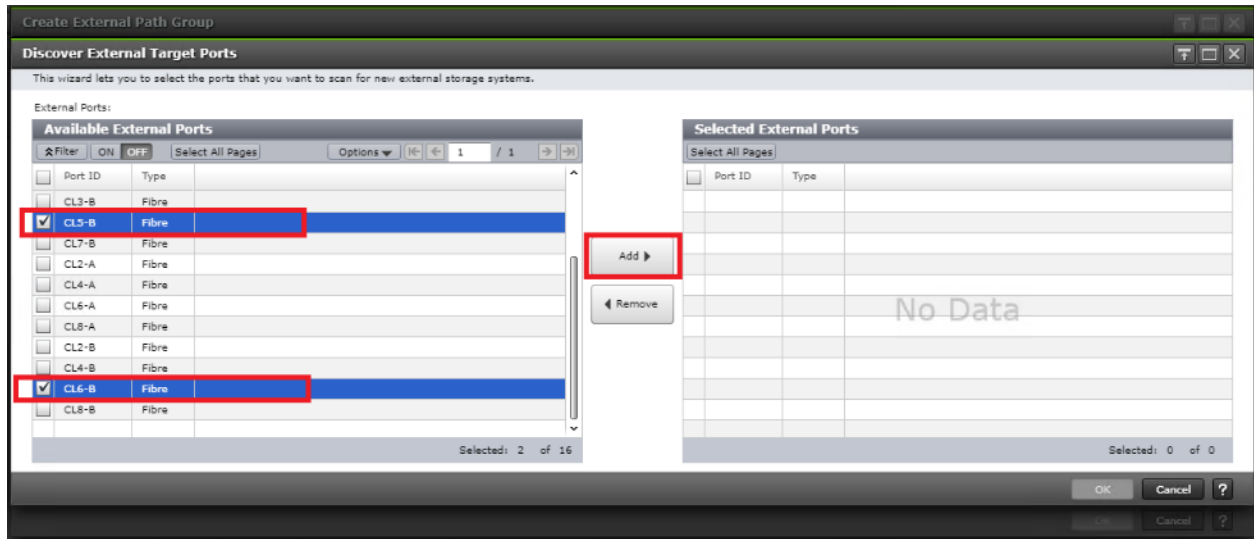 Create External Path Group
Discover External Target Ports
This wizard lets you to select the ports that you want to scan for new external storage systems.
External Ports:
Available External Ports
Filter ON OFF Select All Pages Options 1 / 1
Port ID Type
CL3-B Fibre
CL5-B Fibre
CL7-B Fibre
CL2-A Fibre
CL4-A Fibre
CL6-A Fibre
CL8-A Fibre
CL2-B Fibre
CL4-B Fibre
CL6-B Fibre
CL8-B Fibre
Selected: 2 of 16
Add
Remove
Selected External Ports
Select All Pages
Port ID Type
No Data
Selected: 0 of 0
OK Cancel ?
OK Cancel ?